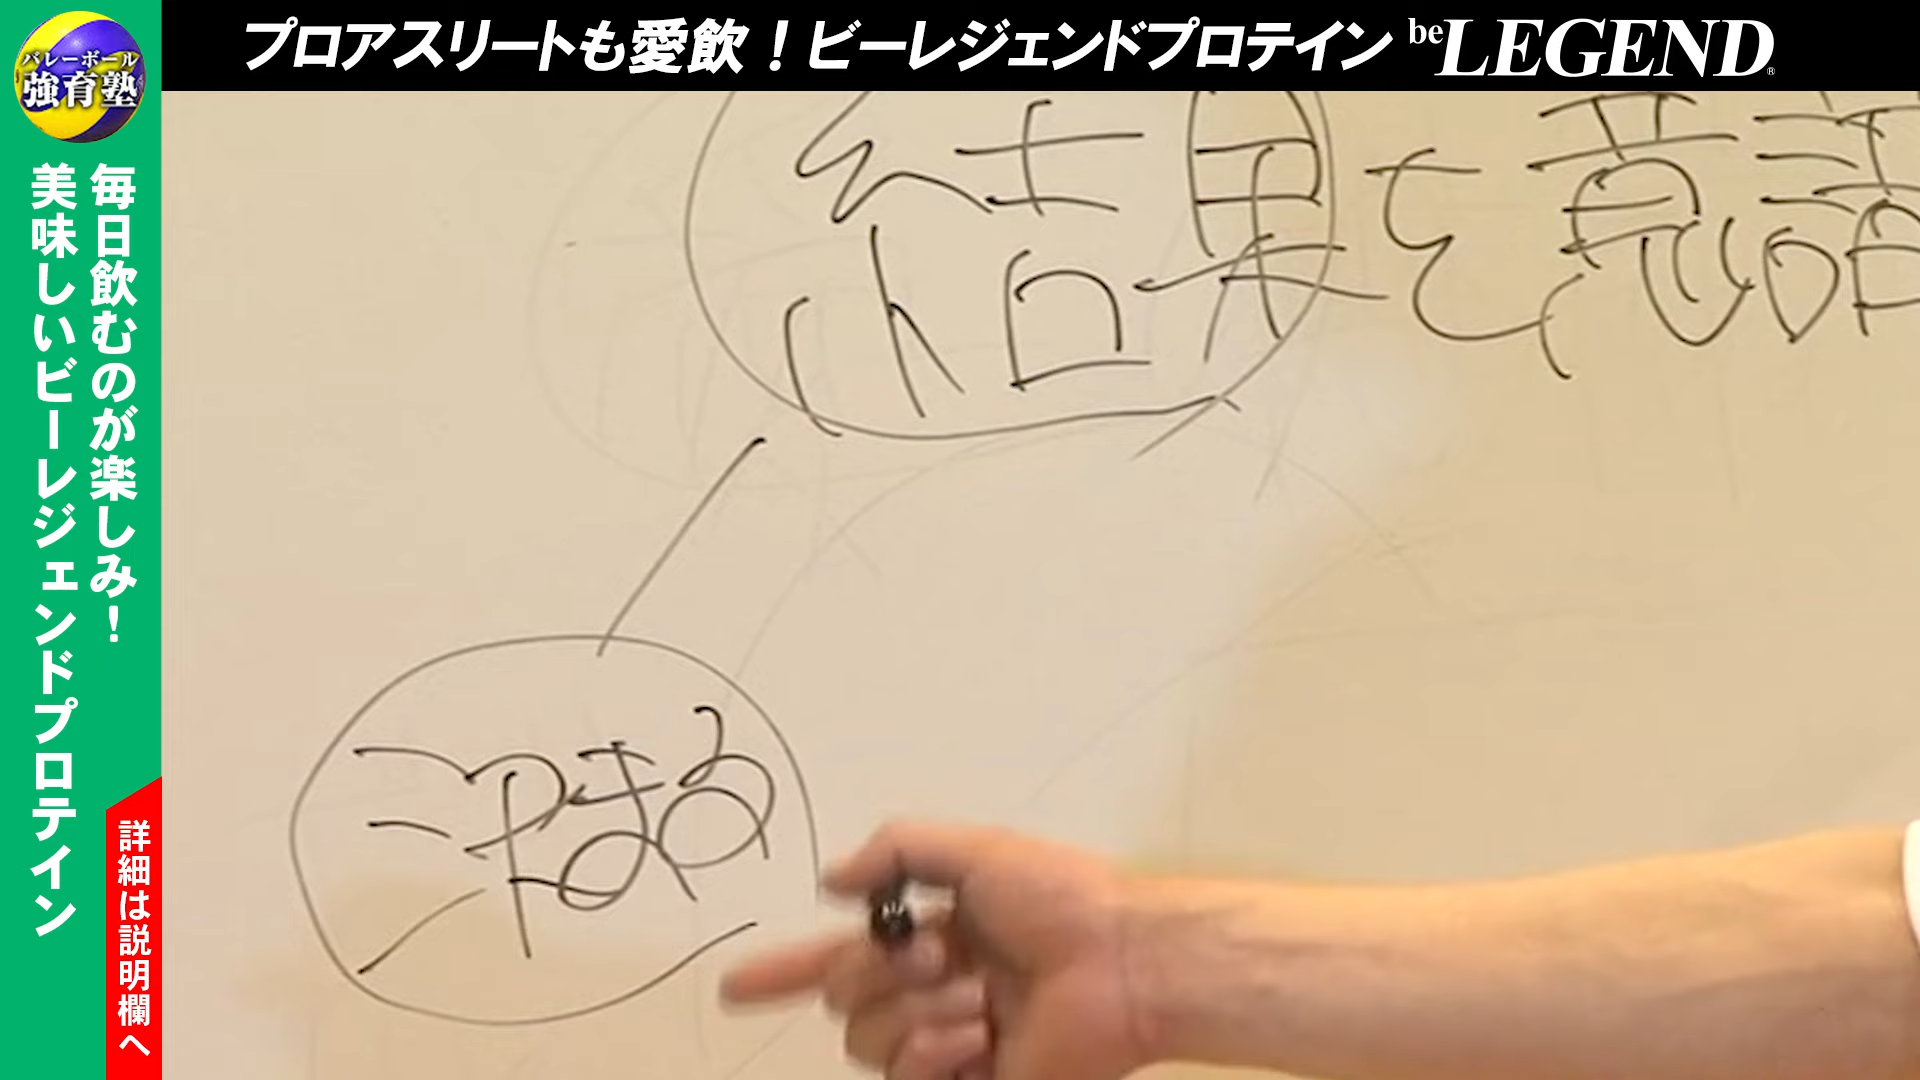 プロアスリートも愛飲！ビーレジェンドプロテイン be LEGEND®
バレーボール
強育塾
毎日飲むのが楽しみ！
美味しいビーレジェンドプロテイン
詳細は説明欄へ
結果を意識
決まる